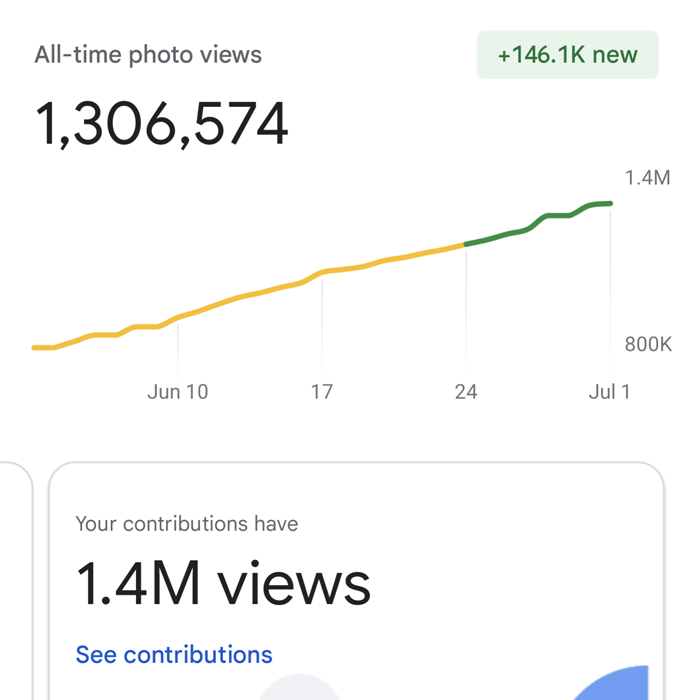 All-time photo views
+146.1K new
1,306,574
1.4M
800K
Jun 10 17 24 Jul 1
Your contributions have
1.4M views
See contributions